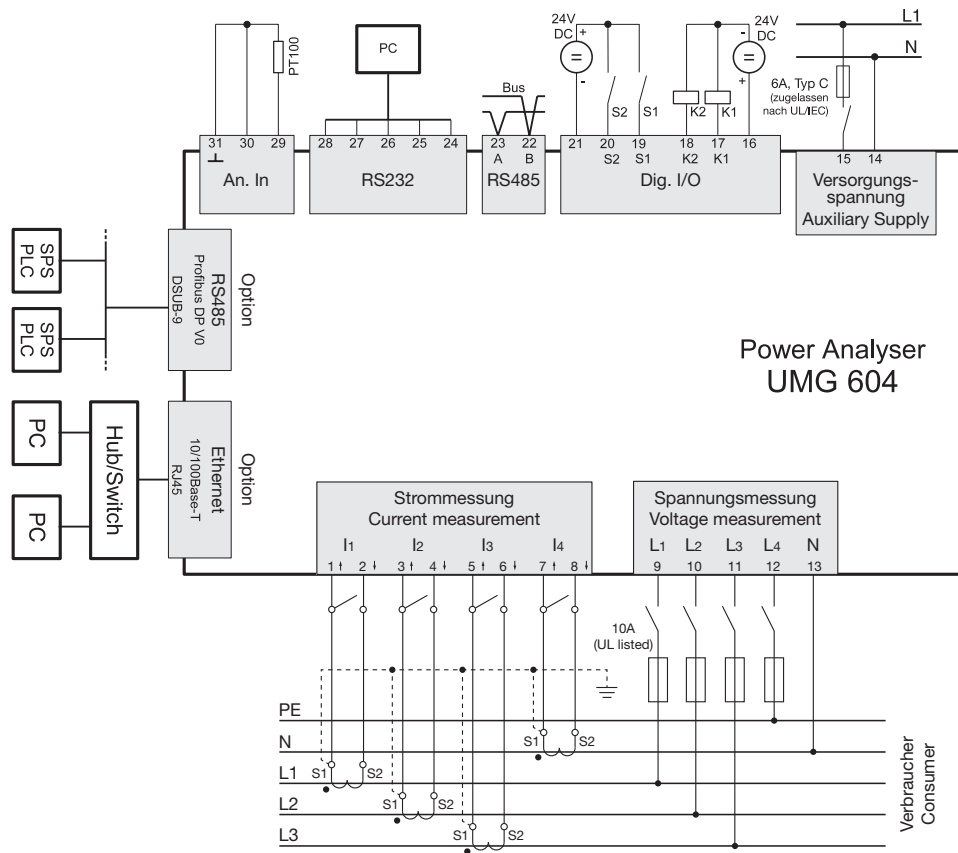 24V
DC
+
-
24V
DC
-
+
L1
N
PC
PT100
Bus
S2
S1
K2
K1
6A, Typ C
(zugelassen
nach UL/IEC)
31
30
29
28
27
26
25
24
23
22
21
20
19
18
17
16
15
14
A
B
S2
S1
K2
K1
An. In
RS232
RS485
Dig. I/O
Versorgungs-
spannung
Auxiliary Supply
SPS
PLC
SPS
PLC
RS485
Profibus DP V0
DSUB-9
Option
Power Analyser
UMG 604
PC
PC
Hub/Switch
Ethernet
10/100Base-T
RJ45
Option
Strommessung
Current measurement
I1
I2
I3
I4
1
2
3
4
5
6
7
8
Spannungsmessung
Voltage measurement
L1
L2
L3
L4
N
9
10
11
12
13
10A
(UL listed)
PE
N
S1
S2
L1
S1
S2
L2
S1
S2
L3
S1
S2
Verbraucher
Consumer